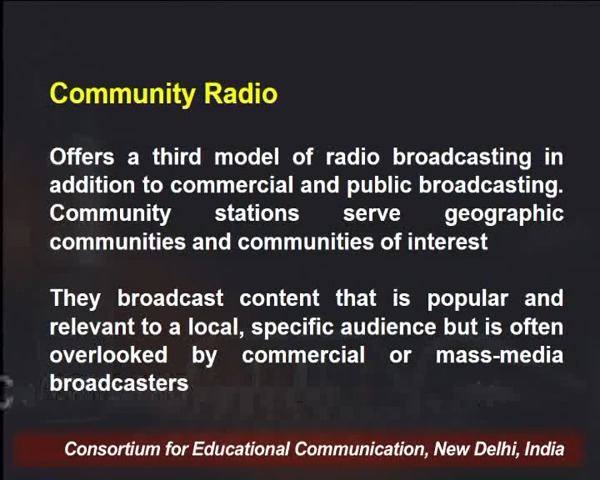 Community Radio
Offers a third model of radio broadcasting in
addition to commercial and public broadcasting.
Community stations serve geographic
communities and communities of interest
They broadcast content that is popular and
relevant to a local, specific audience but is often
overlooked by commercial or mass-media
broadcasters
Consortium for Educational Communication, New Delhi, India